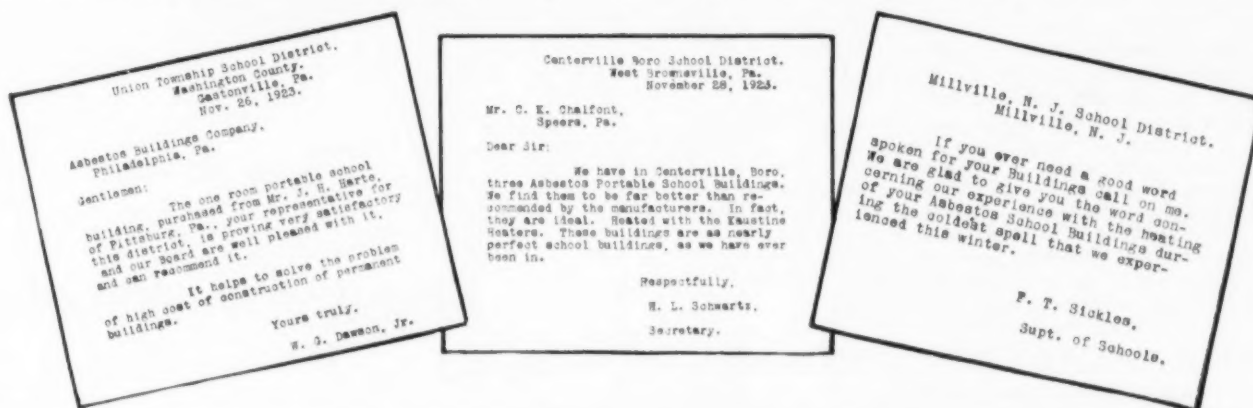 Union Township School District.
Washington County.
Gastonville, Pa.
Nov. 26, 1923.
Asbestos Buildings Company,
Philadelphia, Pa.
Gentlemen:
The one room portable school
building, purchased from Mr. J. H. Harte,
of Pittsburg, Pa., your representative for
this district, is proving very satisfactory
and our Board are well pleased with it,
and can recommend it.
It helps to solve the problem
of high cost of construction of permanent
buildings.
Yours truly.
W. G. Dawson, Jr.
Centerville Boro School District.
West Brownsville, Pa.
November 28, 1923.
Mr. C. K. Chalfont,
Speers, Pa.
Dear Sir:
We have in Centerville, Boro,
three Asbestos Portable School Buildings.
We find them to be far better than re-
commended by the manufacturers. In fact,
they are ideal. Heated with the Kaustine
Heaters. These buildings are as nearly
perfect school buildings, as we have ever
been in.
Respectfully,
H. L. Schwartz,
Secretary.
Millville, N. J. School District.
Millville, N. J.
If you ever need a good word
spoken for your Buildings call on me.
We are glad to give you the word con-
cerning our experience with the heating
of your Asbestos School Buildings dur-
ing the coldest spell that we exper-
ienced this winter.
F. T. Sickles,
Supt. of Schools.